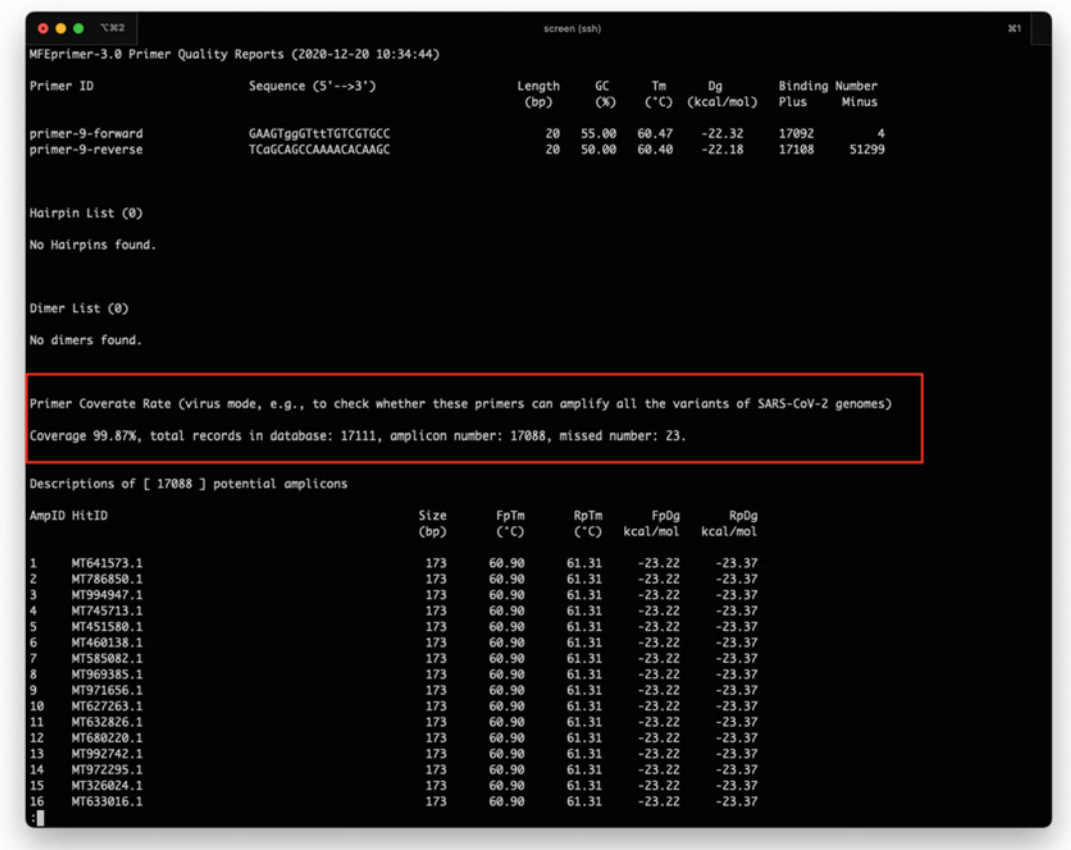 ⌥⌘2 screen (ssh) ⌘1
MFEprimer-3.0 Primer Quality Reports (2020-12-20 10:34:44)
Primer ID Sequence (5'-->3') Length GC Tm Dg Binding Number
(bp) (%) (°C) (kcal/mol) Plus Minus
primer-9-forward GAAGTggGTttTGTCGTGCC 20 55.00 60.47 -22.32 17092 4
primer-9-reverse TCaGCAGCCAAAACACAAGC 20 50.00 60.40 -22.18 17108 51299
Hairpin List (0)
No Hairpins found.
Dimer List (0)
No dimers found.
Primer Coverate Rate (virus mode, e.g., to check whether these primers can amplify all the variants of SARS-CoV-2 genomes)
Coverage 99.87%, total records in database: 17111, amplicon number: 17088, missed number: 23.
Descriptions of [ 17088 ] potential amplicons
AmpID HitID Size FpTm RpTm FpDg RpDg
(bp) (°C) (°C) kcal/mol kcal/mol
1 MT641573.1 173 60.90 61.31 -23.22 -23.37
2 MT786850.1 173 60.90 61.31 -23.22 -23.37
3 MT994947.1 173 60.90 61.31 -23.22 -23.37
4 MT745713.1 173 60.90 61.31 -23.22 -23.37
5 MT451580.1 173 60.90 61.31 -23.22 -23.37
6 MT460138.1 173 60.90 61.31 -23.22 -23.37
7 MT585082.1 173 60.90 61.31 -23.22 -23.37
8 MT969385.1 173 60.90 61.31 -23.22 -23.37
9 MT971656.1 173 60.90 61.31 -23.22 -23.37
10 MT627263.1 173 60.90 61.31 -23.22 -23.37
11 MT632826.1 173 60.90 61.31 -23.22 -23.37
12 MT680220.1 173 60.90 61.31 -23.22 -23.37
13 MT992742.1 173 60.90 61.31 -23.22 -23.37
14 MT972295.1 173 60.90 61.31 -23.22 -23.37
15 MT326024.1 173 60.90 61.31 -23.22 -23.37
16 MT633016.1 173 60.90 61.31 -23.22 -23.37
: